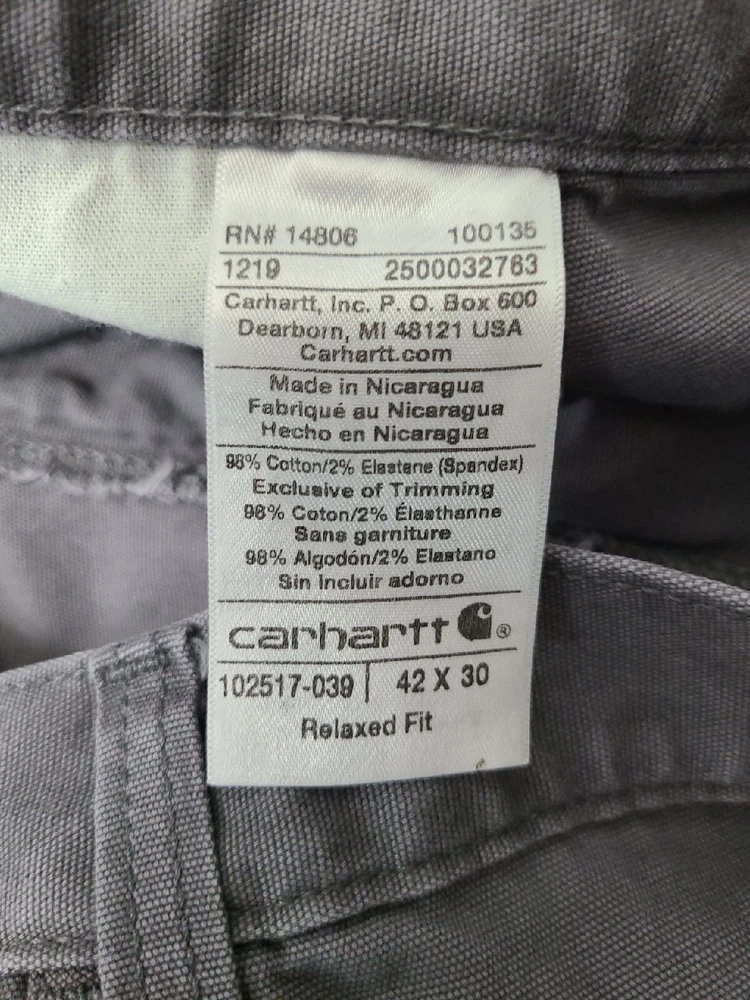 RN# 14806 100135
1219 2500032763
Carhartt, Inc. P. O. Box 600
Dearborn, MI 48121 USA
Carhartt.com
Made in Nicaragua
Fabriqué au Nicaragua
Hecho en Nicaragua
98% Cotton/2% Elastane (Spandex)
Exclusive of Trimming
98% Coton/2% Élasthanne
Sans garniture
98% Algodón/2% Elastano
Sin Incluir adorno
carhartt ®
102517-039 | 42 X 30
Relaxed Fit